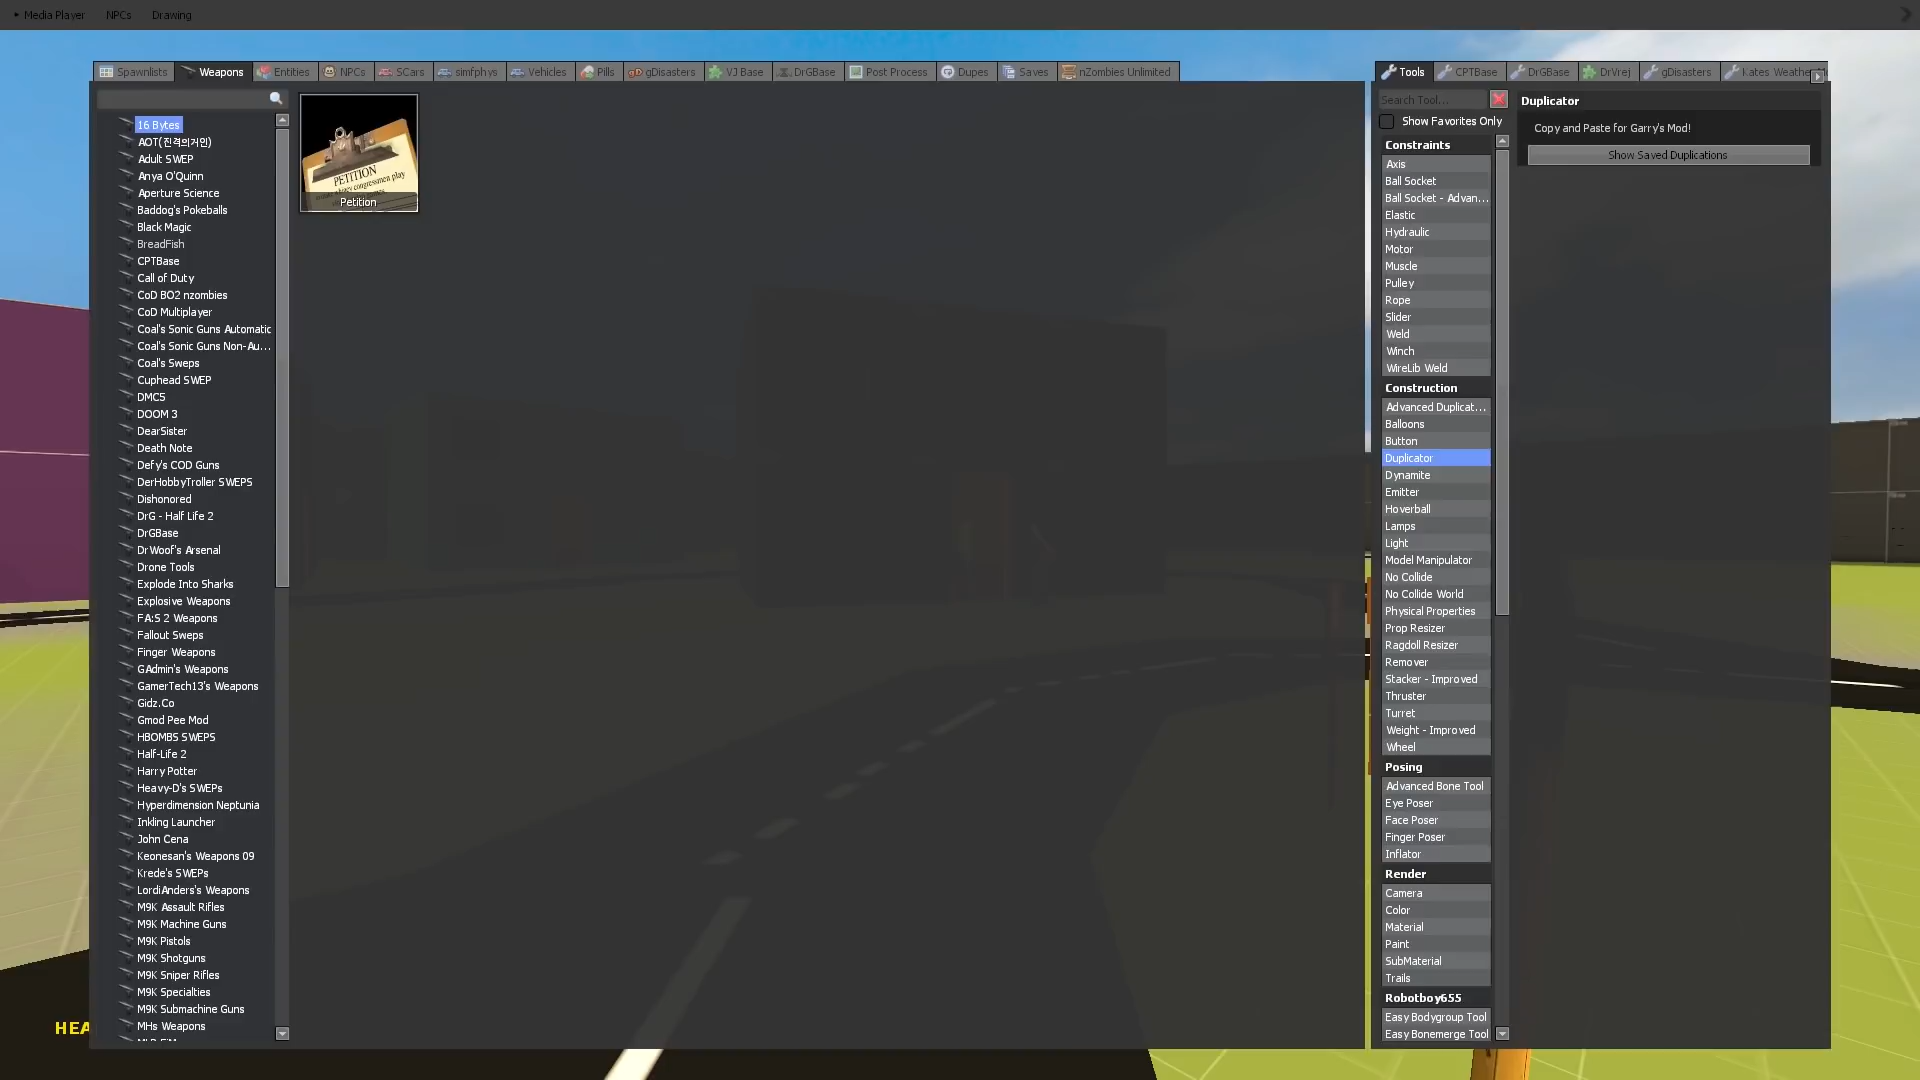 Media Player NPCs Drawing
Spawnlists Weapons Entities NPCs SCars simfphys Vehicles Pills gDisasters VJ Base DrGBase Post Process Dupes Saves nZombies Unlimited
16 Bytes
AOT(진격의거인)
Adult SWEP
Anya O'Quinn
Aperture Science
Baddog's Pokeballs
Black Magic
BreadFish
CPTBase
Call of Duty
CoD BO2 nzombies
CoD Multiplayer
Coal's Sonic Guns Automatic
Coal's Sonic Guns Non-Au...
Coal's Sweps
Cuphead SWEP
DMC5
DOOM 3
DearSister
Death Note
Defy's COD Guns
DerHobbyTroller SWEPS
Dishonored
DrG - Half Life 2
DrGBase
DrWoof's Arsenal
Drone Tools
Explode Into Sharks
Explosive Weapons
FA:S 2 Weapons
Fallout Sweps
Finger Weapons
GAdmin's Weapons
GamerTech13's Weapons
Gidz.Co
Gmod Pee Mod
HBOMBS SWEPS
Half-Life 2
Harry Potter
Heavy-D's SWEPs
Hyperdimension Neptunia
Inkling Launcher
John Cena
Keonesan's Weapons 09
Krede's SWEPs
LordiAnders's Weapons
M9K Assault Rifles
M9K Machine Guns
M9K Pistols
M9K Shotguns
M9K Sniper Rifles
M9K Specialties
M9K Submachine Guns
MHs Weapons
PETITION
congressmen play
Petition
HEA
Tools CPTBase DrGBase DrVrej gDisasters Kates Weathe
Search Tool...
Show Favorites Only
Constraints
Axis
Ball Socket
Ball Socket - Advan...
Elastic
Hydraulic
Motor
Muscle
Pulley
Rope
Slider
Weld
Winch
WireLib Weld
Construction
Advanced Duplicat...
Balloons
Button
Duplicator
Dynamite
Emitter
Hoverball
Lamps
Light
Model Manipulator
No Collide
No Collide World
Physical Properties
Prop Resizer
Ragdoll Resizer
Remover
Stacker - Improved
Thruster
Turret
Weight - Improved
Wheel
Posing
Advanced Bone Tool
Eye Poser
Face Poser
Finger Poser
Inflator
Render
Camera
Color
Material
Paint
SubMaterial
Trails
Robotboy655
Easy Bodygroup Tool
Easy Bonemerge Tool
Duplicator
Copy and Paste for Garry's Mod!
Show Saved Duplications